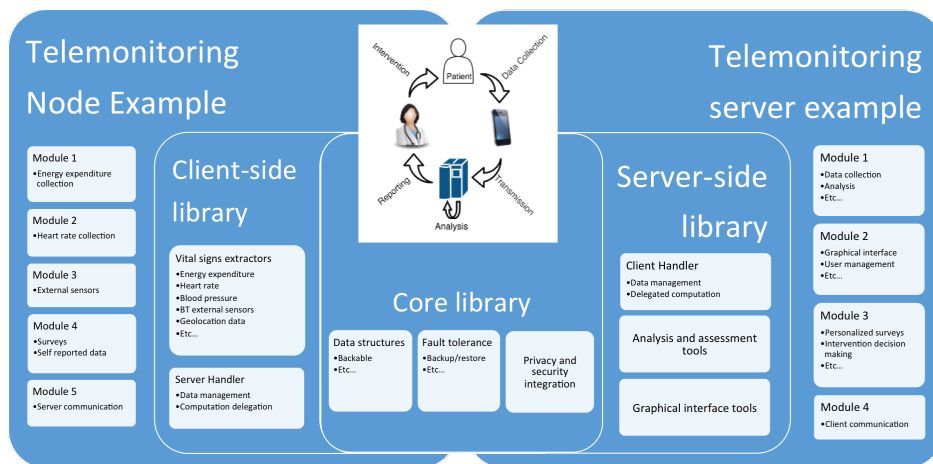 Telemonitoring
Node Example
Module 1
•Energy expenditure
collection
Module 2
•Heart rate collection
Module 3
•External sensors
Module 4
•Surveys
•Self reported data
Module 5
•Server communication
Client-side
library
Vital signs extractors
•Energy expenditure
•Heart rate
•Blood pressure
•BT external sensors
•Geolocation data
•Etc...
Server Handler
•Data management
•Computation delegation
Intervention
Patient
Data Collection
Reporting
Transmission
Analysis
Core library
Data structures
•Backable
•Etc...
Fault tolerance
•Backup/restore
•Etc...
Privacy and
security
integration
Server-side
library
Client Handler
•Data management
•Delegated computation
Analysis and assessment
tools
Graphical interface tools
Telemonitoring
server example
Module 1
•Data collection
•Analysis
•Etc...
Module 2
•Graphical interface
•User management
•Etc...
Module 3
•Personalized surveys
•Intervention decision
making
•Etc...
Module 4
•Client communication